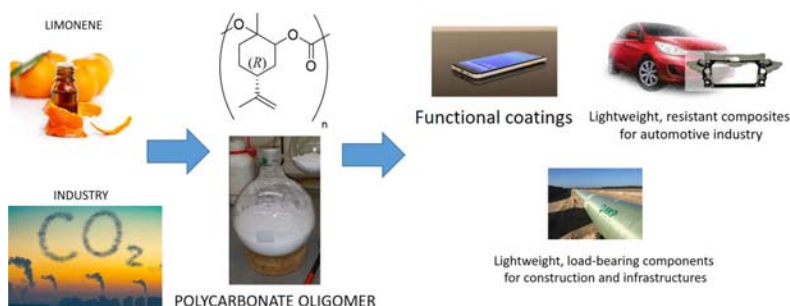 LIMONENE
INDUSTRY
CO2
O
O
O
O
(R)
n
POLYCARBONATE OLIGOMER
Functional coatings
Lightweight, resistant composites
for automotive industry
Lightweight, load-bearing components
for construction and infrastructures